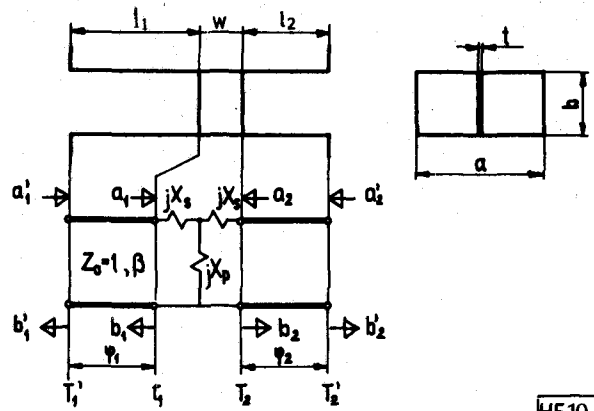 l₁ w l₂
t
b
a
a₁' a₁ jXₛ jXₛ a₂ a₂'
Z₀=1, β jXₚ
b₁' b₁ b₂ b₂'
φ₁ φ₂
T₁' T₁ T₂ T₂'